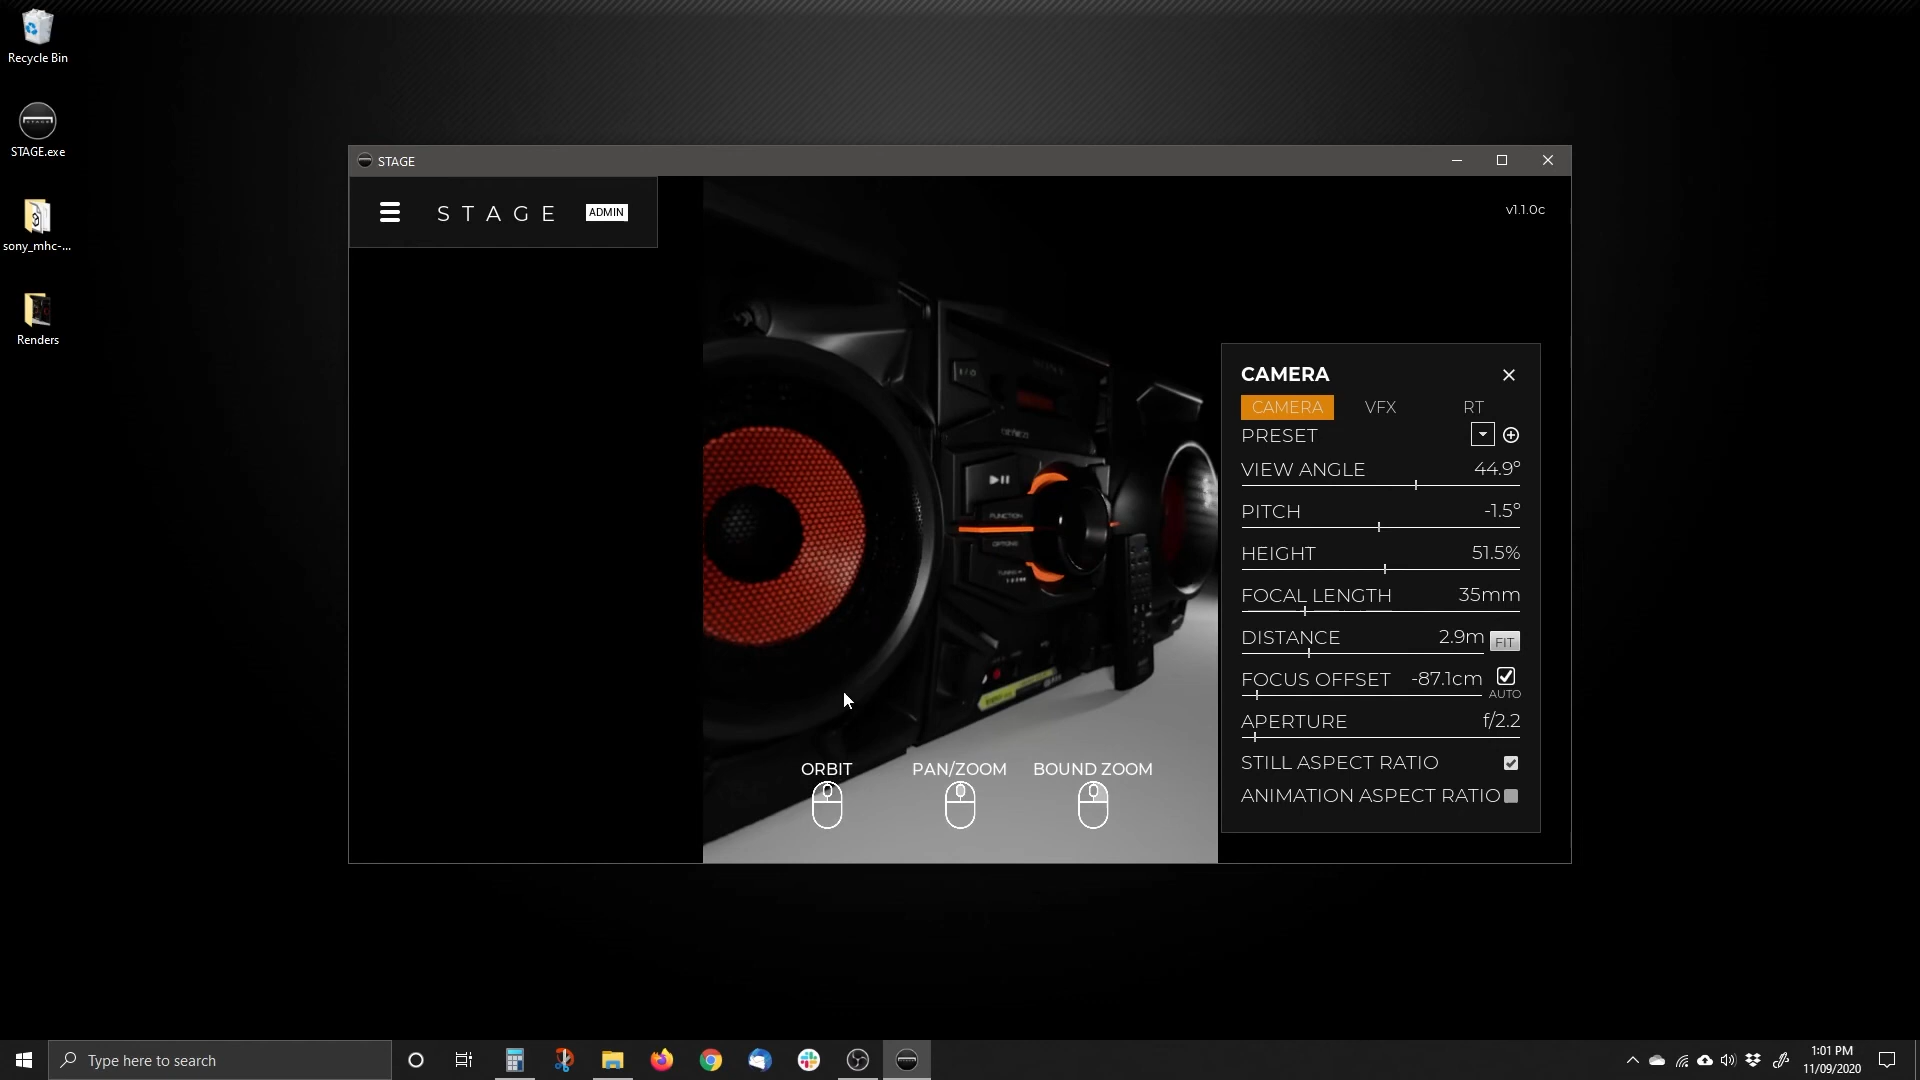 Recycle Bin
STAGE.exe
sony_mhc-...
Renders
STAGE
STAGE
ADMIN
v1.1.0c
I/O
FUNCTION
OPTIONS
ORBIT
PAN/ZOOM
BOUND ZOOM
CAMERA
CAMERA
VFX
RT
PRESET
VIEW ANGLE 44.9°
PITCH -1.5°
HEIGHT 51.5%
FOCAL LENGTH 35mm
DISTANCE 2.9m FIT
FOCUS OFFSET -87.1cm
AUTO
APERTURE f/2.2
STILL ASPECT RATIO
ANIMATION ASPECT RATIO
Type here to search
1:01 PM
11/09/2020